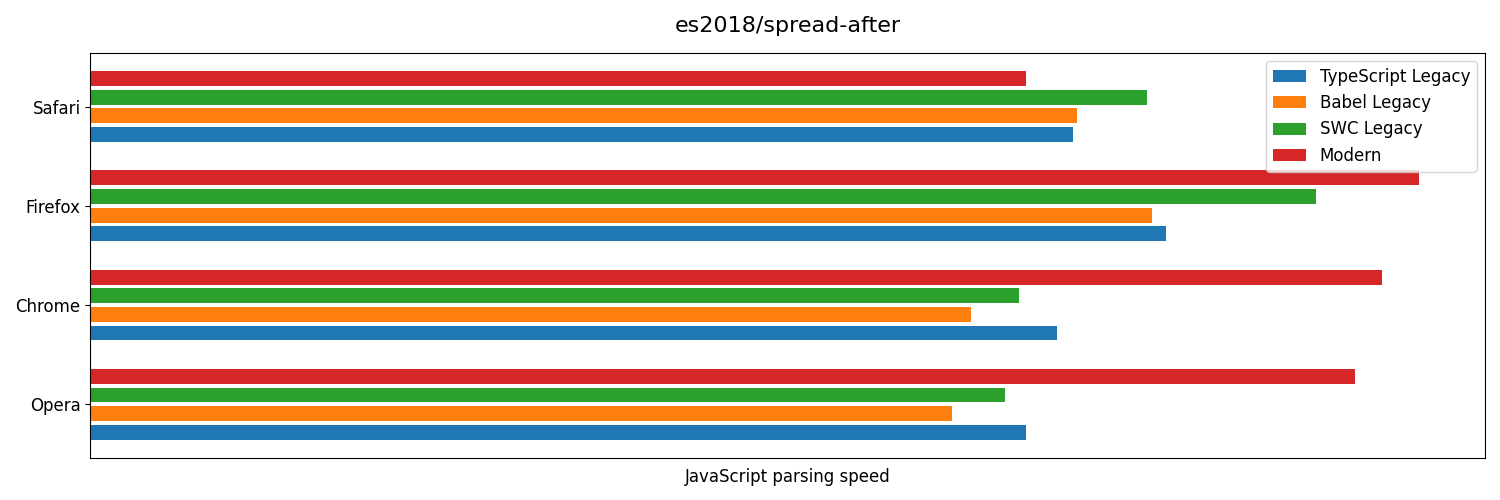 es2018/spread-after
TypeScript Legacy
Babel Legacy
SWC Legacy
Modern
Safari
Firefox
Chrome
Opera
JavaScript parsing speed